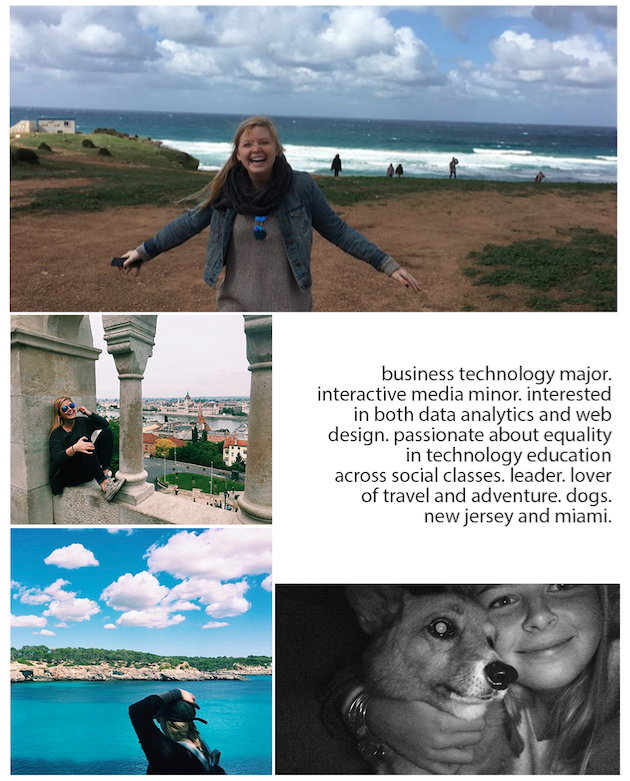 business technology major.
interactive media minor. interested
in both data analytics and web
design. passionate about equality
in technology education
across social classes. leader. lover
of travel and adventure. dogs.
new jersey and miami.